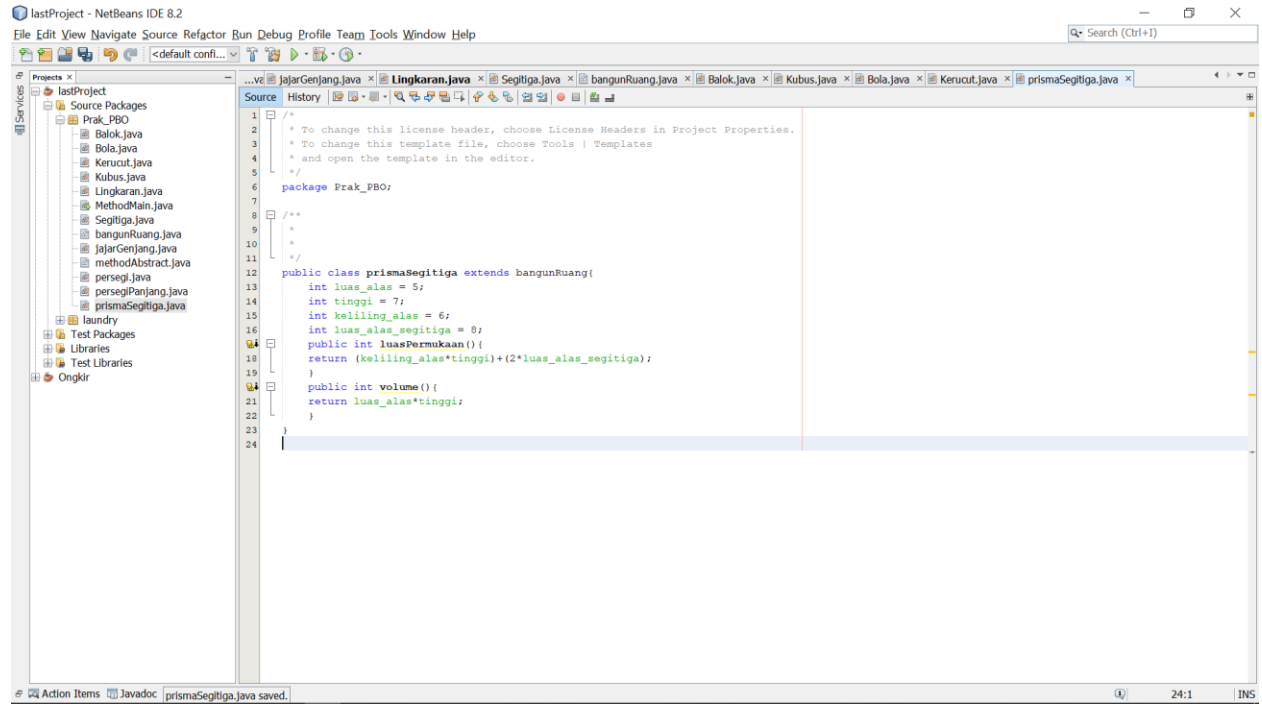 lastProject - NetBeans IDE 8.2
File Edit View Navigate Source Refactor Run Debug Profile Team Tools Window Help
Search (Ctrl+I)
<default confi...
Projects
...va jajarGenjang.java Lingkaran.java Segitiga.java bangunRuang.java Balok.java Kubus.java Bola.java Kerucut.java prismaSegitiga.java
Services
lastProject
Source Packages
Prak_PBO
Balok.java
Bola.java
Kerucut.java
Kubus.java
Lingkaran.java
MethodMain.java
Segitiga.java
bangunRuang.java
jajarGenjang.java
methodAbstract.java
persegi.java
persegiPanjang.java
prismaSegitiga.java
laundry
Test Packages
Libraries
Test Libraries
Ongkir
Source History
1 /*
2 * To change this license header, choose License Headers in Project Properties.
3 * To change this template file, choose Tools | Templates
4 * and open the template in the editor.
5 */
6 package Prak_PBO;
7
8 /**
9 *
10 *
11 */
12 public class prismaSegitiga extends bangunRuang{
13 int luas_alas = 5;
14 int tinggi = 7;
15 int keliling_alas = 6;
16 int luas_alas_segitiga = 8;
public int luasPermukaan(){
18 return (keliling_alas*tinggi)+(2*luas_alas_segitiga);
19 }
public int volume(){
21 return luas_alas*tinggi;
22 }
23 }
24
Action Items Javadoc prismaSegitiga.java saved.
24:1 INS